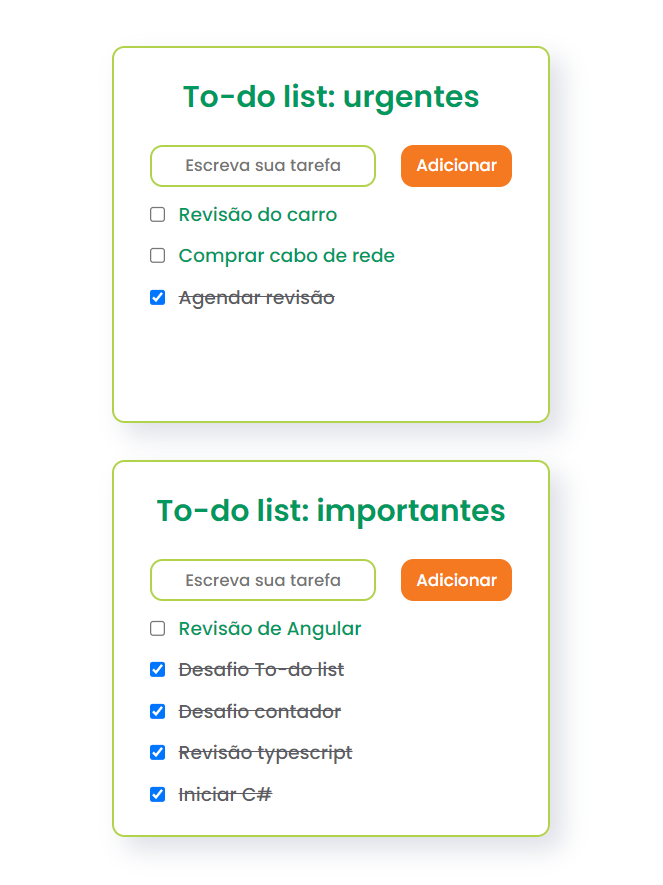 To-do list: urgentes
Escreva sua tarefa Adicionar
Revisão do carro
Comprar cabo de rede
Agendar revisão
To-do list: importantes
Escreva sua tarefa Adicionar
Revisão de Angular
Desafio To-do list
Desafio contador
Revisão typescript
Iniciar C#